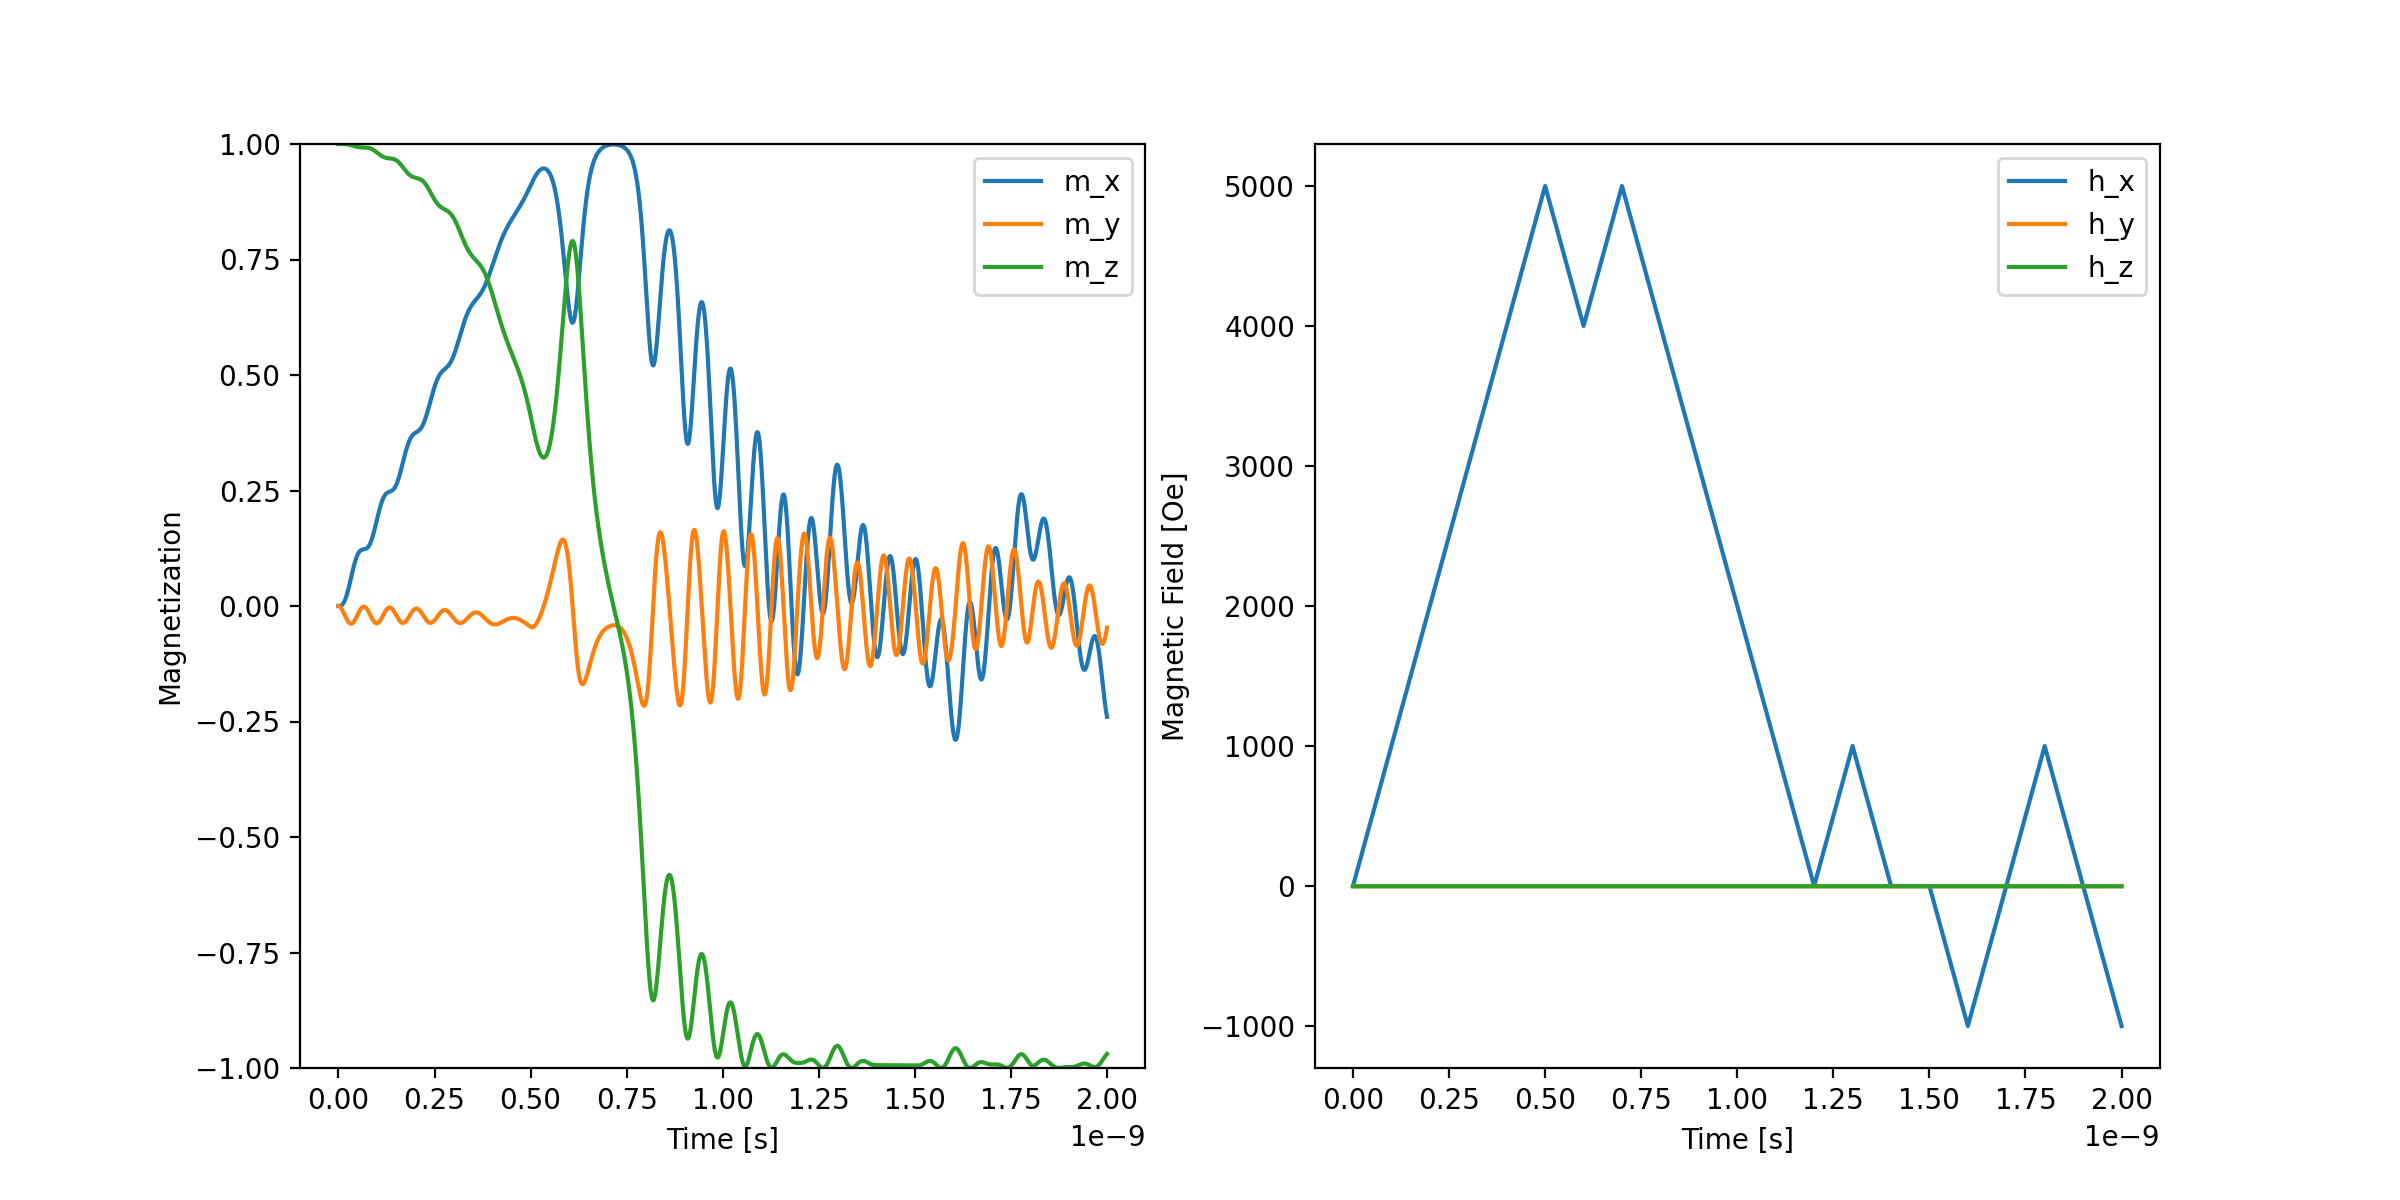 Magnetization
1.00
0.75
0.50
0.25
0.00
−0.25
−0.50
−0.75
−1.00
0.00 0.25 0.50 0.75 1.00 1.25 1.50 1.75 2.00
Time [s]
1e−9
m_x
m_y
m_z
Magnetic Field [Oe]
5000
4000
3000
2000
1000
0
−1000
0.00 0.25 0.50 0.75 1.00 1.25 1.50 1.75 2.00
Time [s]
1e−9
h_x
h_y
h_z